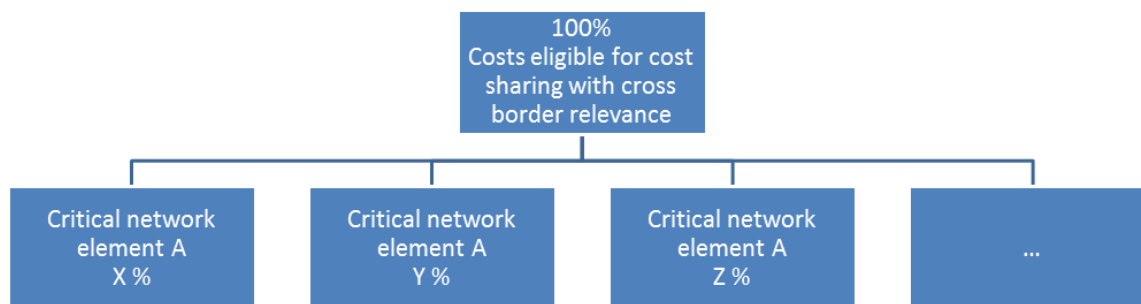 100%
Costs eligible for cost
sharing with cross
border relevance
Critical network
element A
X %
Critical network
element A
Y %
Critical network
element A
Z %
...